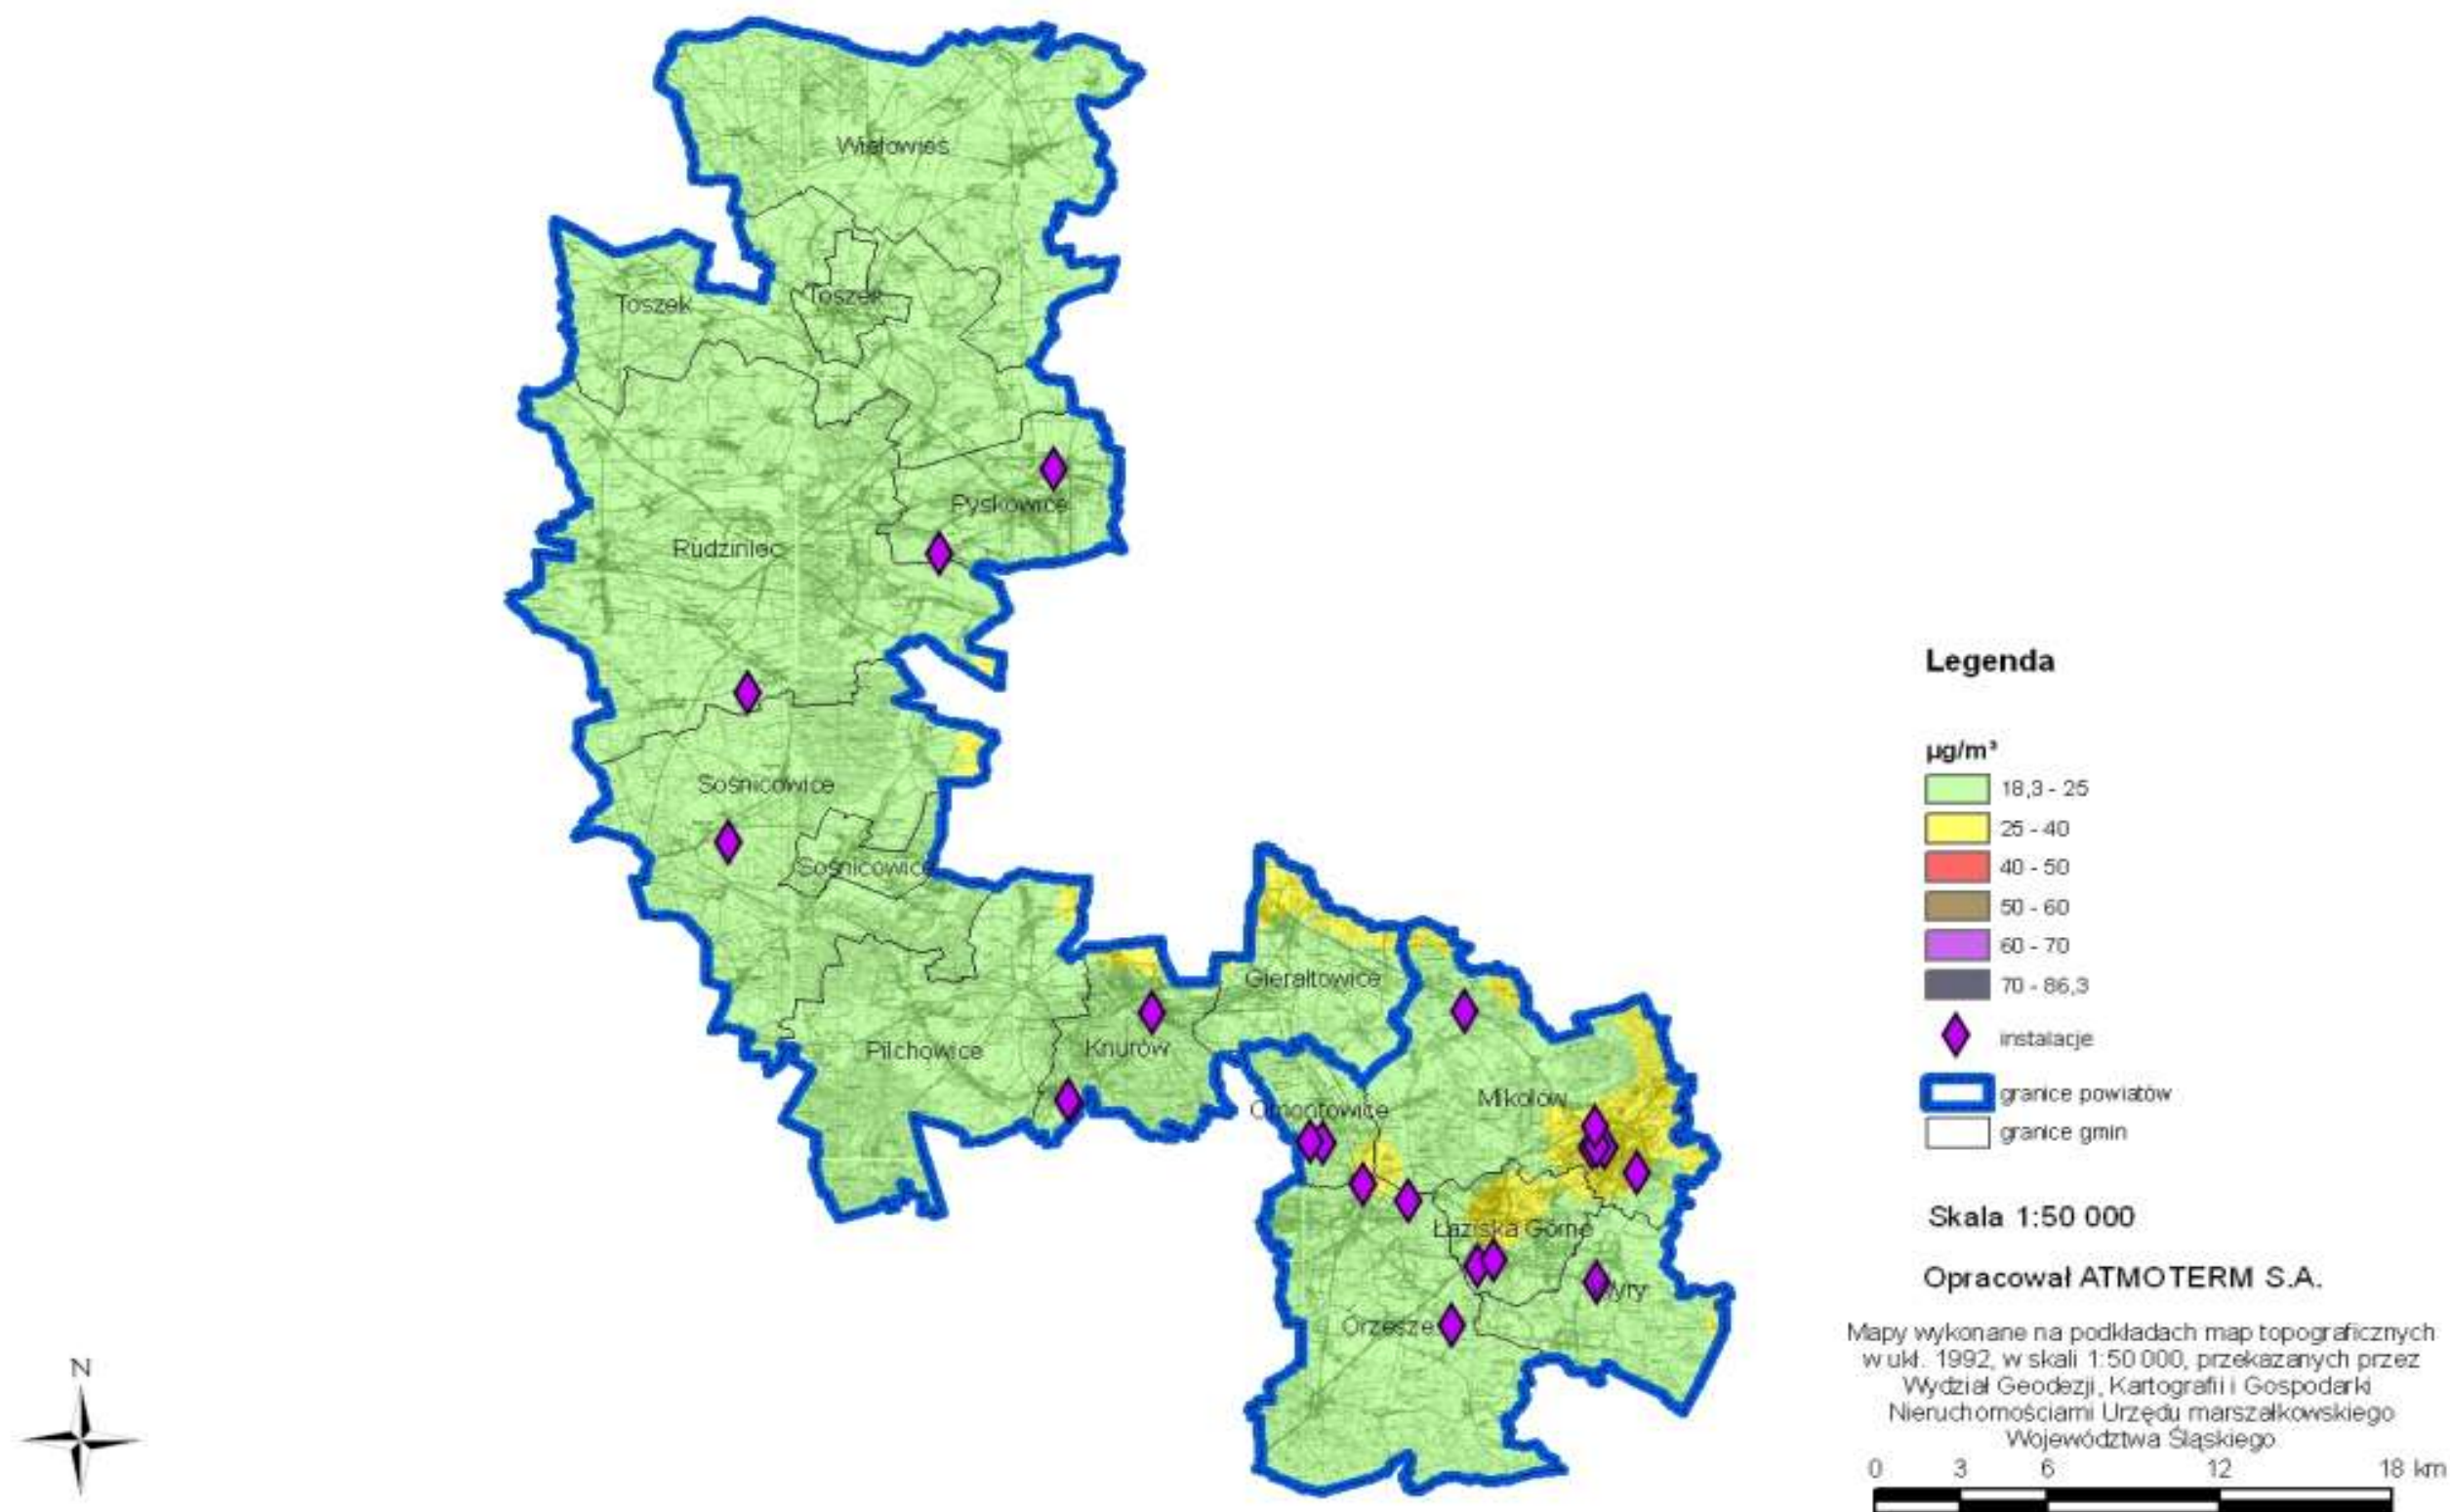 Wielowieś
Toszek
Toszek
Pyskowice
Rudziniec
Sośnicowice
Sośnicowice
Gierałtowice
Pilchowice
Knurów
Mikołów
Ornontowice
Łaziska Górne
Orzesze
Legenda
µg/m³
18,3 - 25
25 - 40
40 - 50
50 - 60
60 - 70
70 - 86,3
instalacje
granice powiatów
granice gmin
Skala 1:50 000
Opracował ATMOTERM S.A.
Mapy wykonane na podkładach map topograficznych
w ukł. 1992, w skali 1:50 000, przekazanych przez
Wydział Geodezji, Kartografii i Gospodarki
Nieruchomościami Urzędu marszałkowskiego
Województwa Śląskiego
0 3 6 12 18 km
N